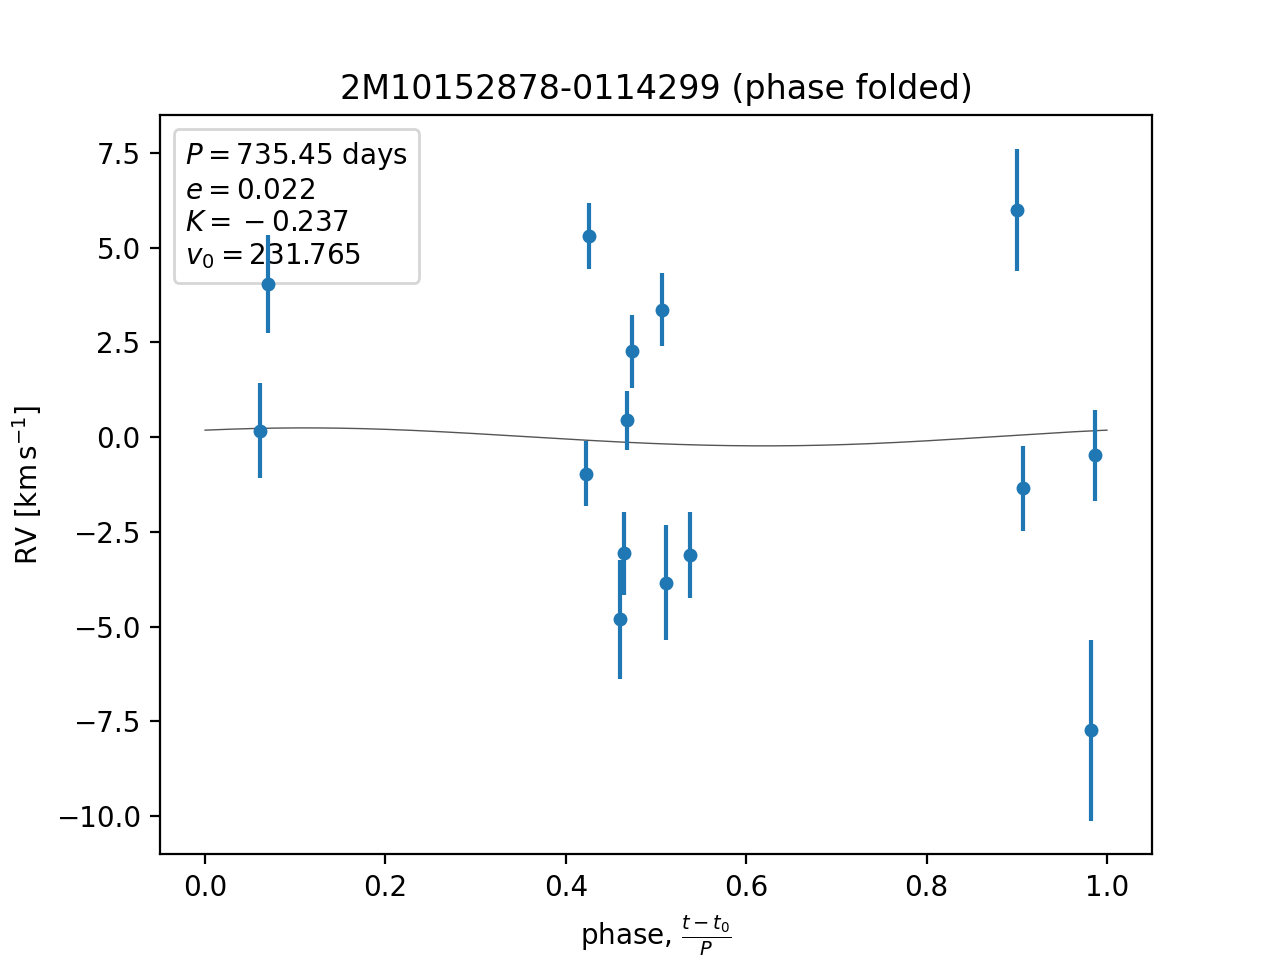 2M10152878-0114299 (phase folded)
P = 735.45 days
e = 0.022
K = −0.237
v₀ = 231.765
7.5
5.0
2.5
0.0
−2.5
−5.0
−7.5
−10.0
RV [km s⁻¹]
0.0 0.2 0.4 0.6 0.8 1.0
phase, (t − t₀)/P